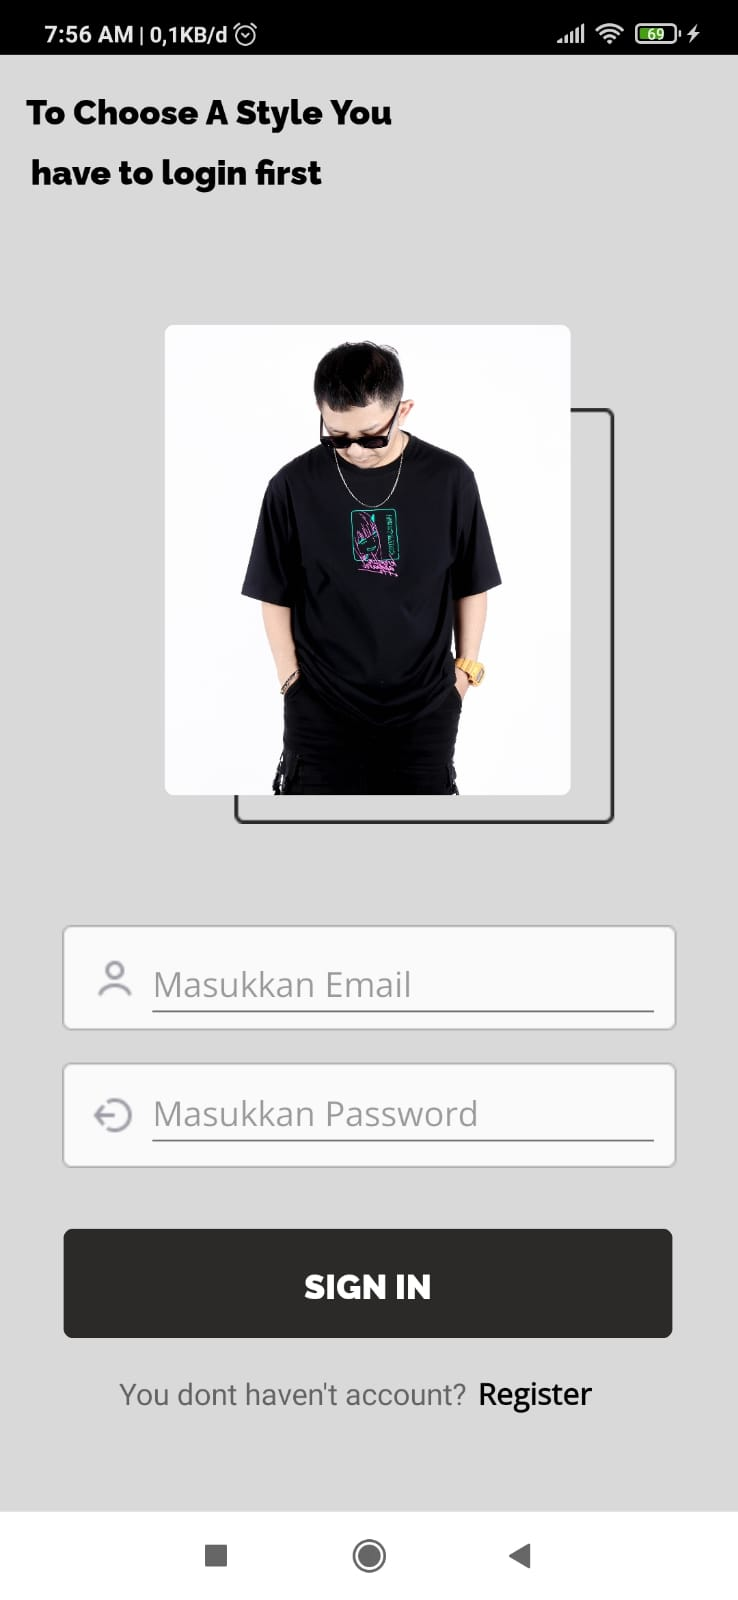 7:56 AM | 0,1KB/d
69
To Choose A Style You
have to login first
Masukkan Email
Masukkan Password
SIGN IN
You dont haven't account? Register